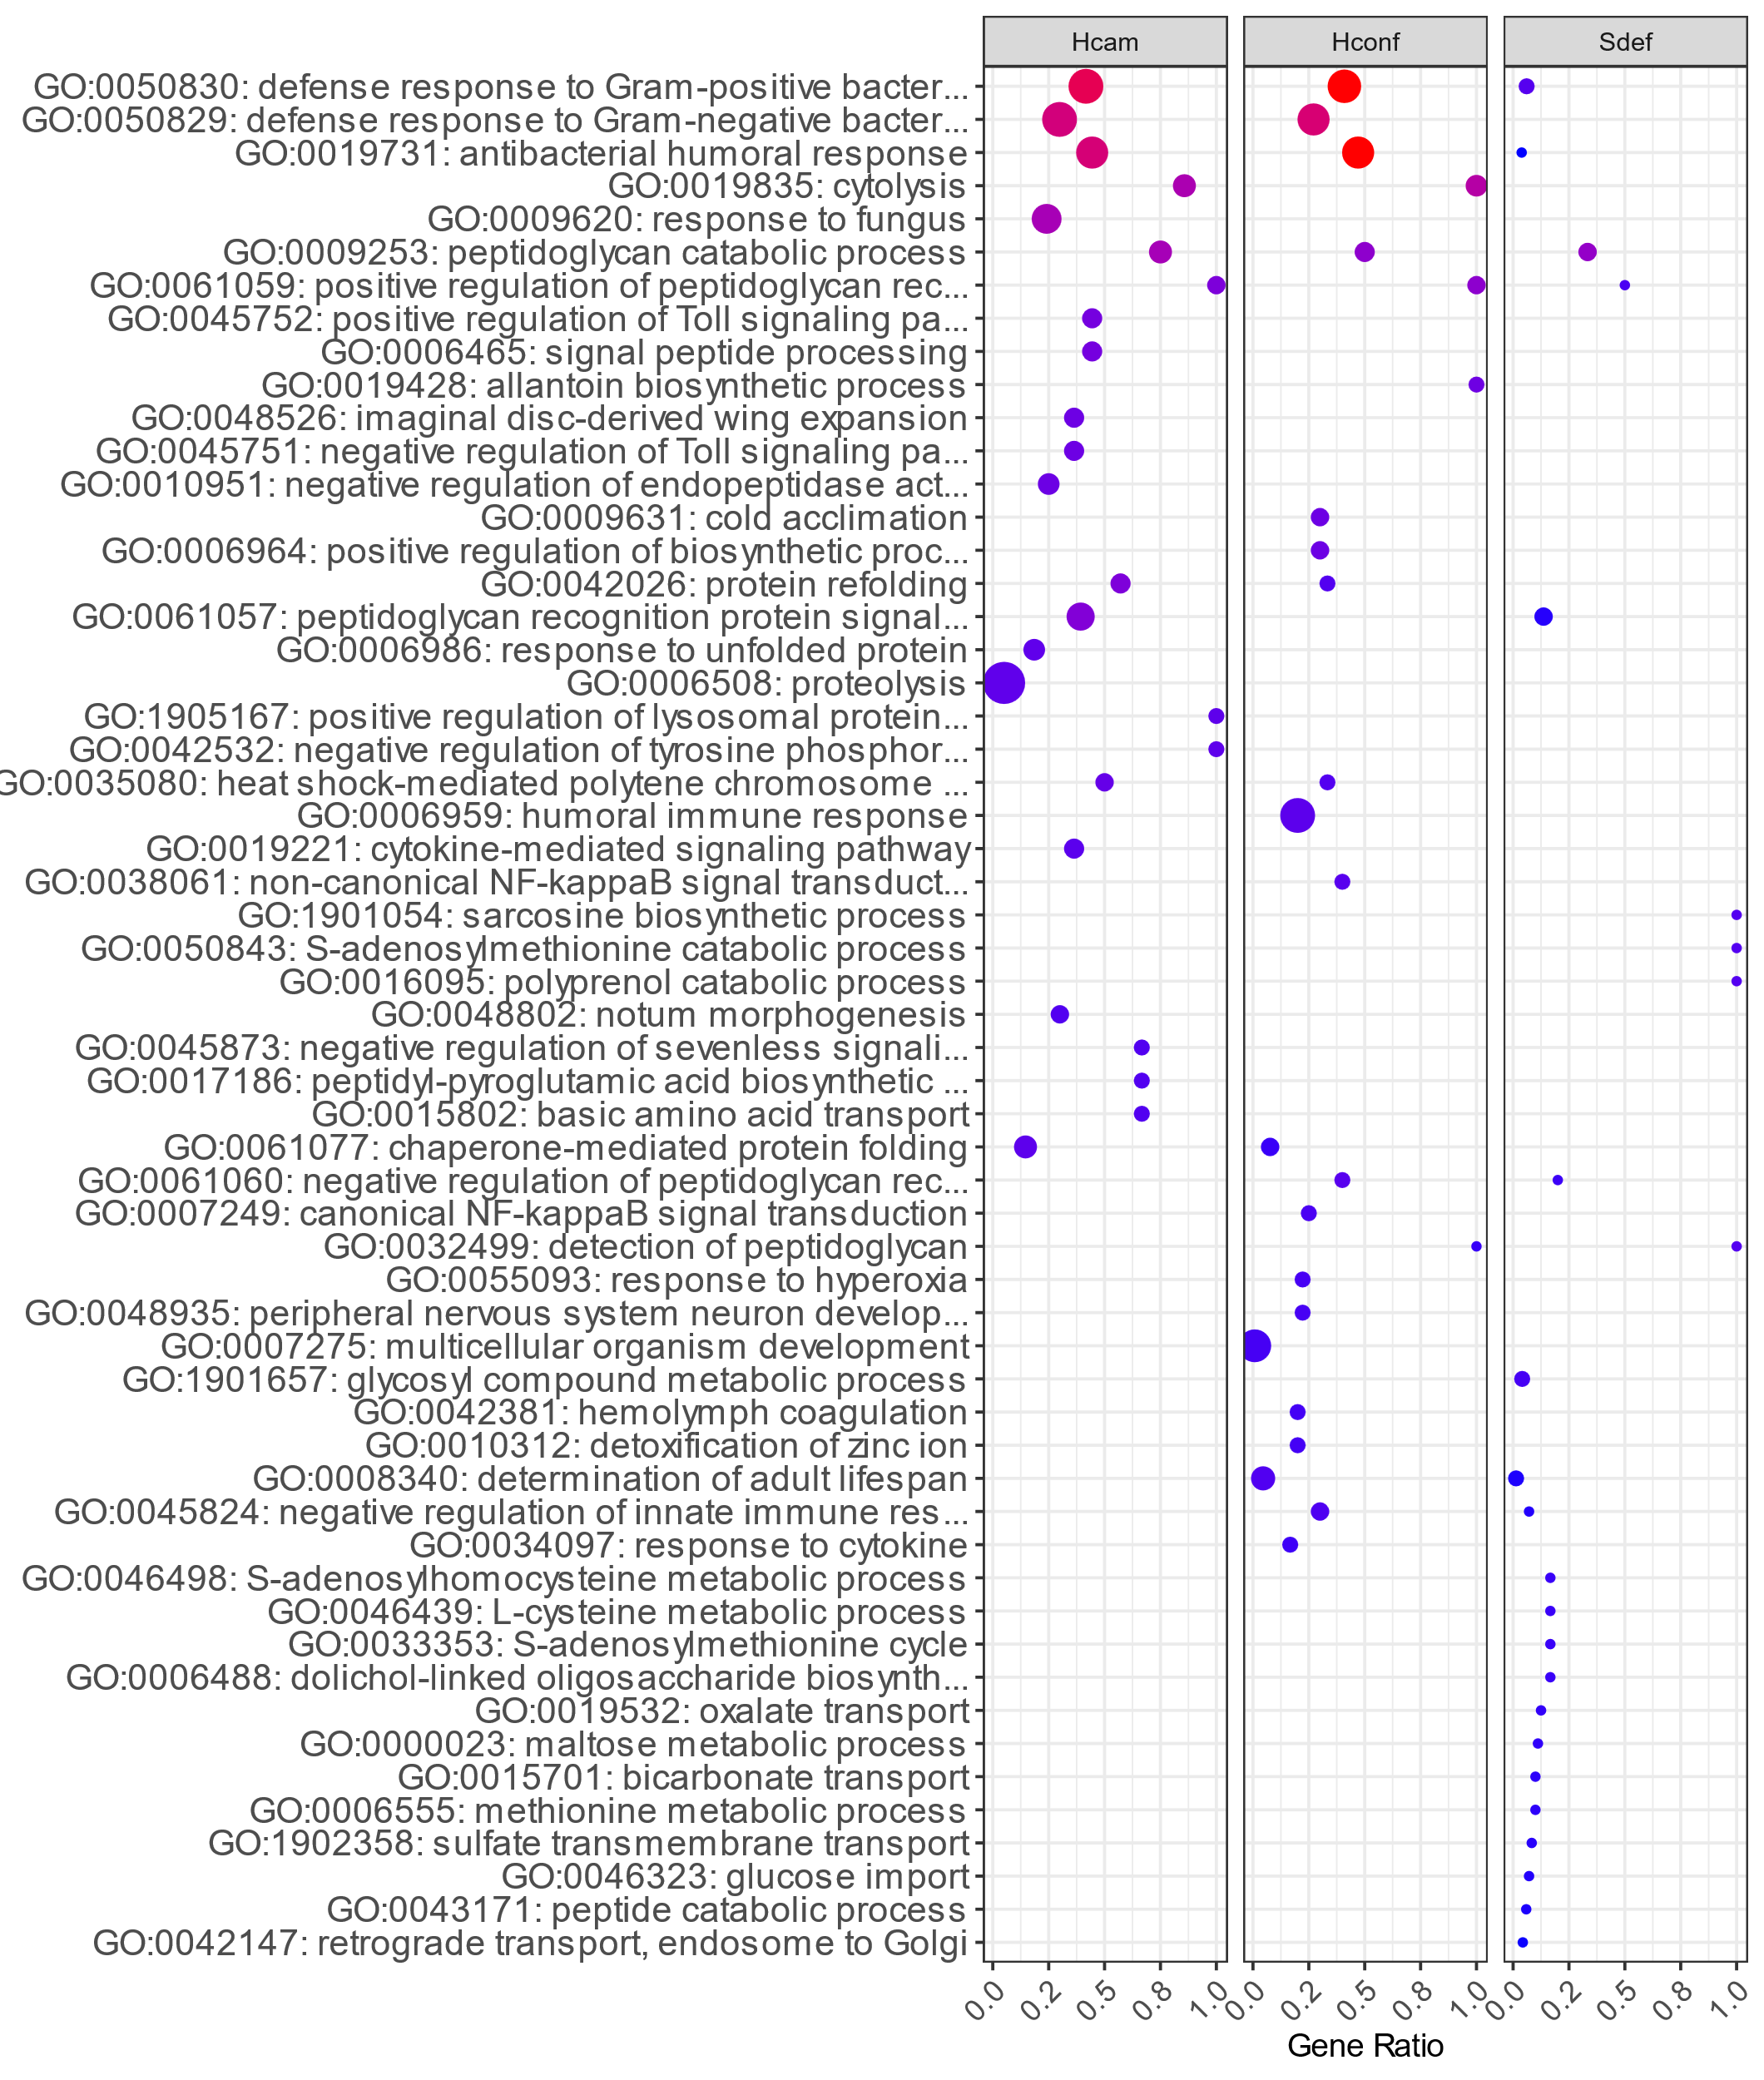 Hcam Hconf Sdef
GO:0050830: defense response to Gram-positive bacter...
GO:0050829: defense response to Gram-negative bacter...
GO:0019731: antibacterial humoral response
GO:0019835: cytolysis
GO:0009620: response to fungus
GO:0009253: peptidoglycan catabolic process
GO:0061059: positive regulation of peptidoglycan rec...
GO:0045752: positive regulation of Toll signaling pa...
GO:0006465: signal peptide processing
GO:0019428: allantoin biosynthetic process
GO:0048526: imaginal disc-derived wing expansion
GO:0045751: negative regulation of Toll signaling pa...
GO:0010951: negative regulation of endopeptidase act...
GO:0009631: cold acclimation
GO:0006964: positive regulation of biosynthetic proc...
GO:0042026: protein refolding
GO:0061057: peptidoglycan recognition protein signal...
GO:0006986: response to unfolded protein
GO:0006508: proteolysis
GO:1905167: positive regulation of lysosomal protein...
GO:0042532: negative regulation of tyrosine phosphor...
GO:0035080: heat shock-mediated polytene chromosome ...
GO:0006959: humoral immune response
GO:0019221: cytokine-mediated signaling pathway
GO:0038061: non-canonical NF-kappaB signal transduct...
GO:1901054: sarcosine biosynthetic process
GO:0050843: S-adenosylmethionine catabolic process
GO:0016095: polyprenol catabolic process
GO:0048802: notum morphogenesis
GO:0045873: negative regulation of sevenless signali...
GO:0017186: peptidyl-pyroglutamic acid biosynthetic ...
GO:0015802: basic amino acid transport
GO:0061077: chaperone-mediated protein folding
GO:0061060: negative regulation of peptidoglycan rec...
GO:0007249: canonical NF-kappaB signal transduction
GO:0032499: detection of peptidoglycan
GO:0055093: response to hyperoxia
GO:0048935: peripheral nervous system neuron develop...
GO:0007275: multicellular organism development
GO:1901657: glycosyl compound metabolic process
GO:0042381: hemolymph coagulation
GO:0010312: detoxification of zinc ion
GO:0008340: determination of adult lifespan
GO:0045824: negative regulation of innate immune res...
GO:0034097: response to cytokine
GO:0046498: S-adenosylhomocysteine metabolic process
GO:0046439: L-cysteine metabolic process
GO:0033353: S-adenosylmethionine cycle
GO:0006488: dolichol-linked oligosaccharide biosynth...
GO:0019532: oxalate transport
GO:0000023: maltose metabolic process
GO:0015701: bicarbonate transport
GO:0006555: methionine metabolic process
GO:1902358: sulfate transmembrane transport
GO:0046323: glucose import
GO:0043171: peptide catabolic process
GO:0042147: retrograde transport, endosome to Golgi
0.0 0.2 0.5 0.8 1.0 0.0 0.2 0.5 0.8 1.0 0.0 0.2 0.5 0.8 1.0
Gene Ratio